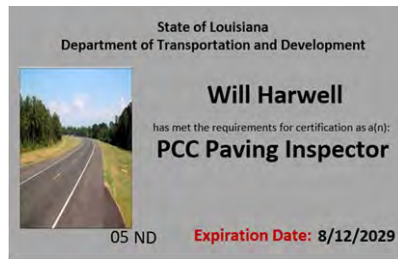 State of Louisiana
Department of Transportation and Development
Will Harwell
has met the requirements for certification as a(n):
PCC Paving Inspector
05 ND
Expiration Date: 8/12/2029